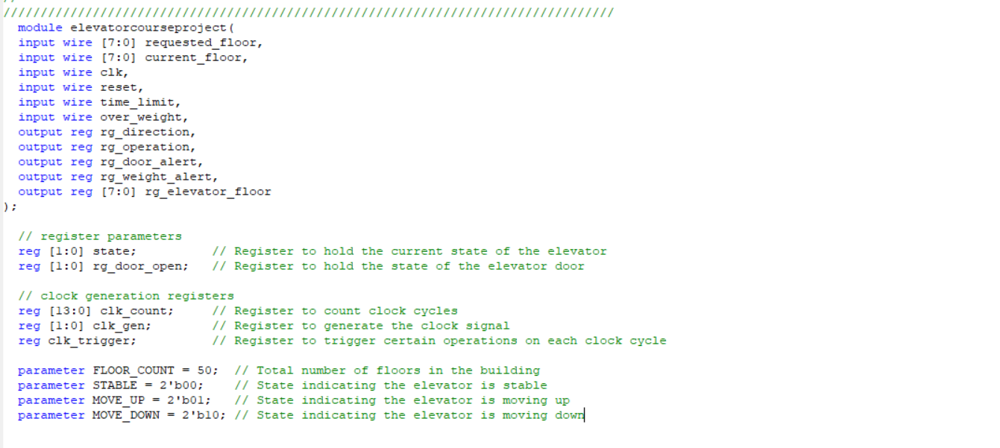 //
//////////////////////////////////////////////////////////////////////////////////
module elevatorcourseproject(
input wire [7:0] requested_floor,
input wire [7:0] current_floor,
input wire clk,
input wire reset,
input wire time_limit,
input wire over_weight,
output reg rg_direction,
output reg rg_operation,
output reg rg_door_alert,
output reg rg_weight_alert,
output reg [7:0] rg_elevator_floor
);
// register parameters
reg [1:0] state; // Register to hold the current state of the elevator
reg [1:0] rg_door_open; // Register to hold the state of the elevator door
// clock generation registers
reg [13:0] clk_count; // Register to count clock cycles
reg [1:0] clk_gen; // Register to generate the clock signal
reg clk_trigger; // Register to trigger certain operations on each clock cycle
parameter FLOOR_COUNT = 50; // Total number of floors in the building
parameter STABLE = 2'b00; // State indicating the elevator is stable
parameter MOVE_UP = 2'b01; // State indicating the elevator is moving up
parameter MOVE_DOWN = 2'b10; // State indicating the elevator is moving down